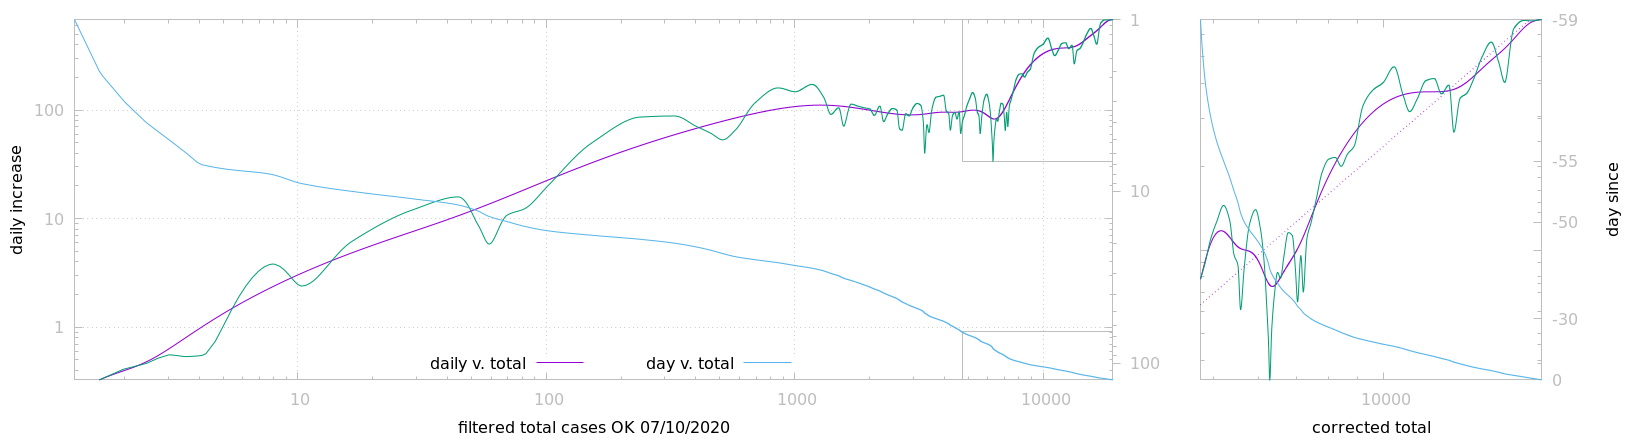 daily increase
100
10
1
daily v. total
day v. total
10
100
1000
10000
filtered total cases OK 07/10/2020
1
10
100
-59
-55
-50
-30
0
day since
10000
corrected total